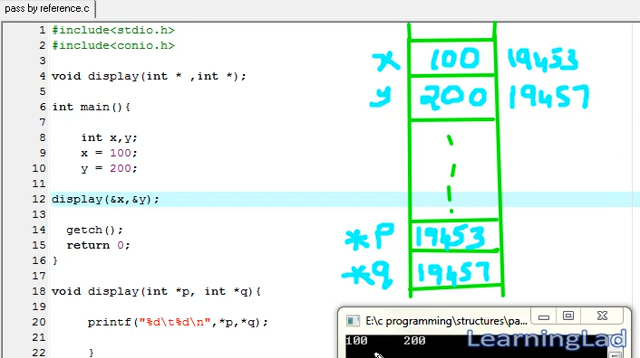 pass by reference.c
1 #include<stdio.h>
2 #include<conio.h>
3
4 void display(int * ,int *);
5
6 int main(){
7
8 int x,y;
9 x = 100;
10 y = 200;
11
12 display(&x,&y);
13
14 getch();
15 return 0;
16 }
17
18 void display(int *p, int *q){
19
20 printf("%d\t%d\n",*p,*q);
21
22 }
x 100 19453
y 200 19457
*P 19453
*q 19457
E:\c programming\structures\pa...
100 200
LearningLad